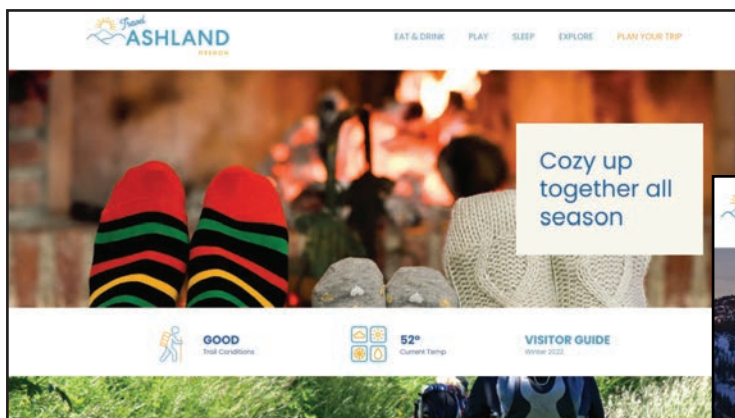 Travel
ASHLAND
OREGON
EAT & DRINK PLAY SLEEP EXPLORE PLAN YOUR TRIP
Cozy up
together all
season
GOOD
Trail Conditions
52°
Current Temp
VISITOR GUIDE
Winter 2022